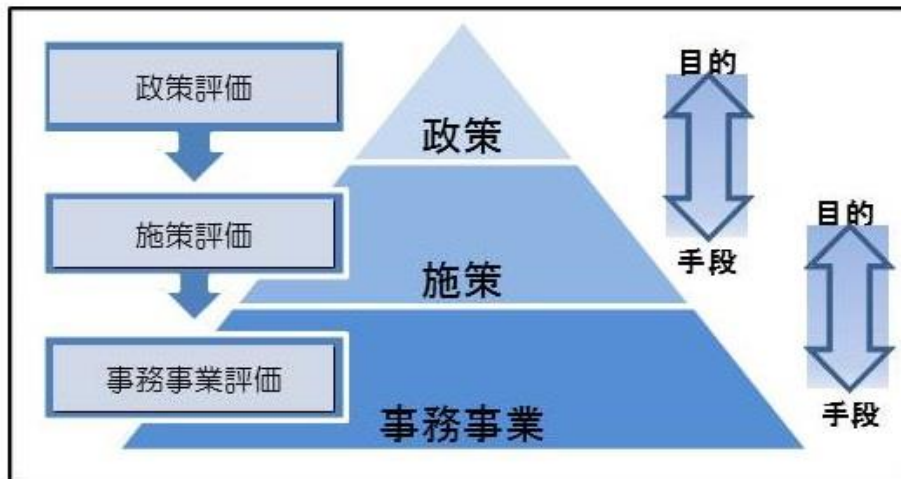 政策評価
施策評価
事務事業評価
政策
施策
事務事業
目的
手段
目的
手段